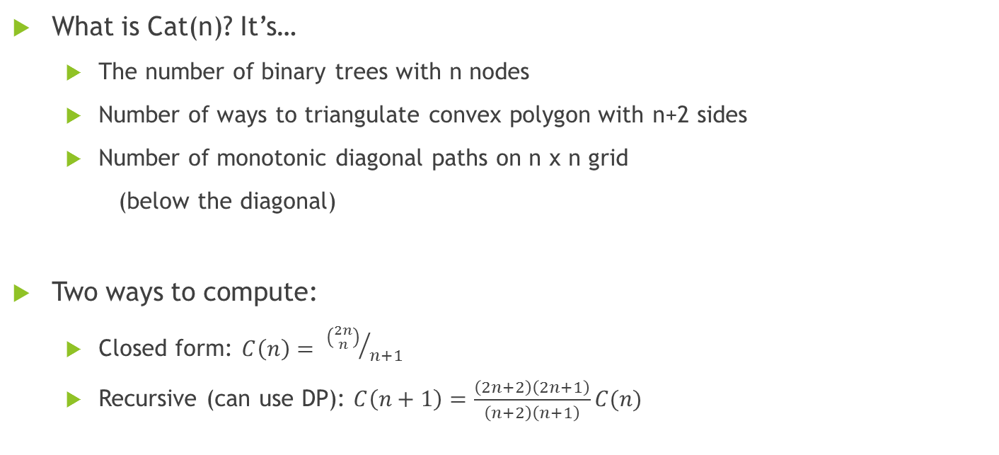 What is Cat(n)? It's…
The number of binary trees with n nodes
Number of ways to triangulate convex polygon with n+2 sides
Number of monotonic diagonal paths on n x n grid
(below the diagonal)
Two ways to compute:
Closed form: C(n) = (2n n)/n+1
Recursive (can use DP): C(n + 1) = (2n+2)(2n+1)/(n+2)(n+1) C(n)